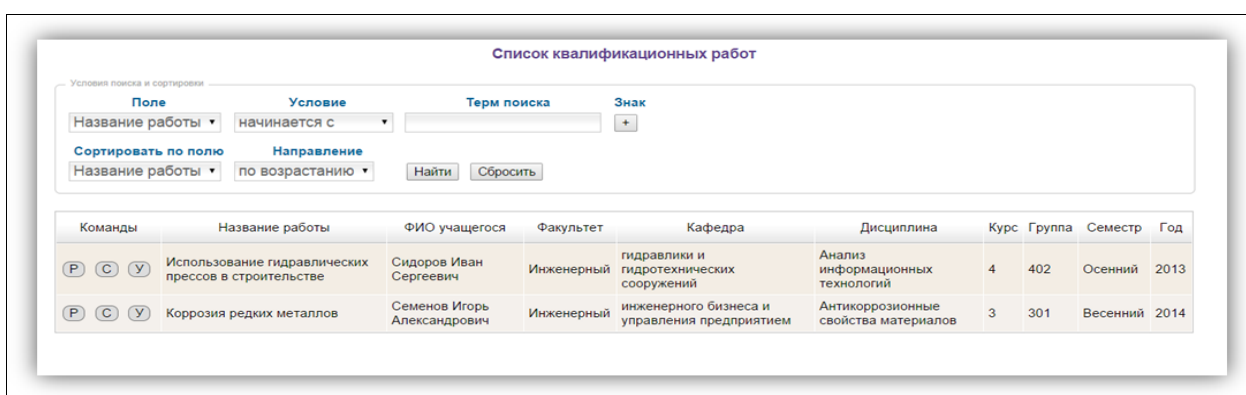 Список квалификационных работ
Условия поиска и сортировки
Поле Условие Терм поиска Знак
Название работы начинается с +
Сортировать по полю Направление
Название работы по возрастанию Найти Сбросить
Команды Название работы ФИО учащегося Факультет Кафедра Дисциплина Курс Группа Семестр Год
Р С У Использование гидравлических прессов в строительстве Сидоров Иван Сергеевич Инженерный гидравлики и гидротехнических сооружений Анализ информационных технологий 4 402 Осенний 2013
Р С У Коррозия редких металлов Семенов Игорь Александрович Инженерный инженерного бизнеса и управления предприятием Антикоррозионные свойства материалов 3 301 Весенний 2014